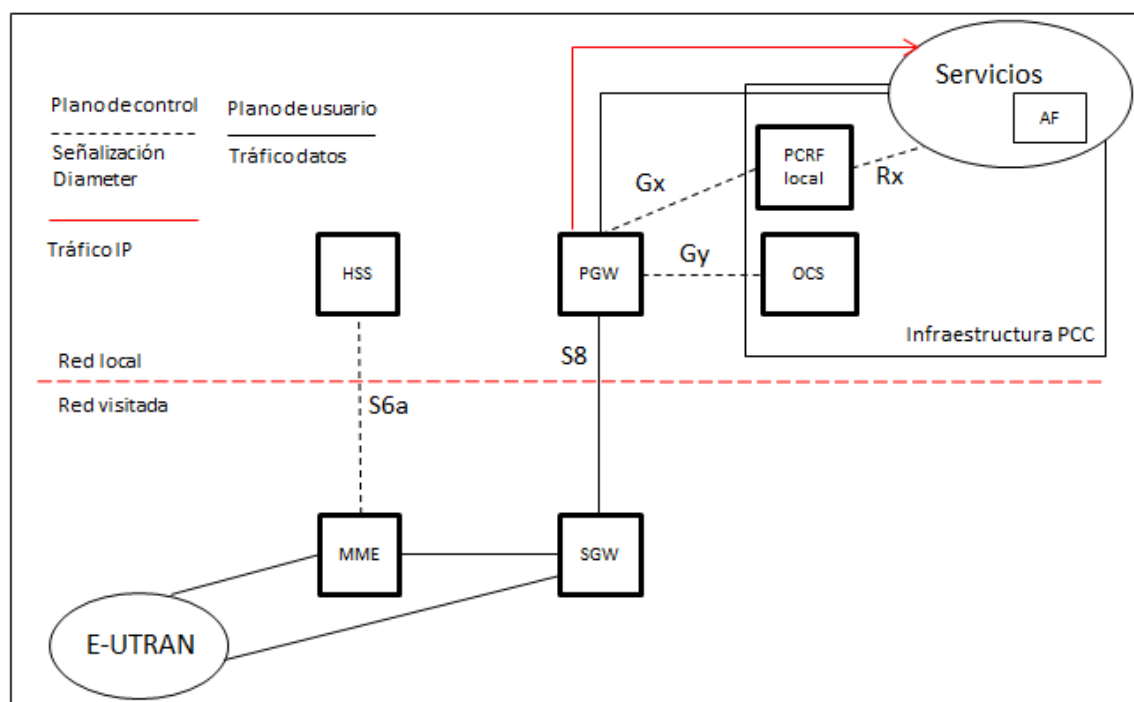 Servicios
AF
Plano de control
Plano de usuario
Señalización
Diameter
Tráfico datos
Tráfico IP
PCRF
local
Rx
Gx
HSS
PGW
Gy
OCS
Infraestructura PCC
Red local
S8
Red visitada
S6a
MME
SGW
E-UTRAN